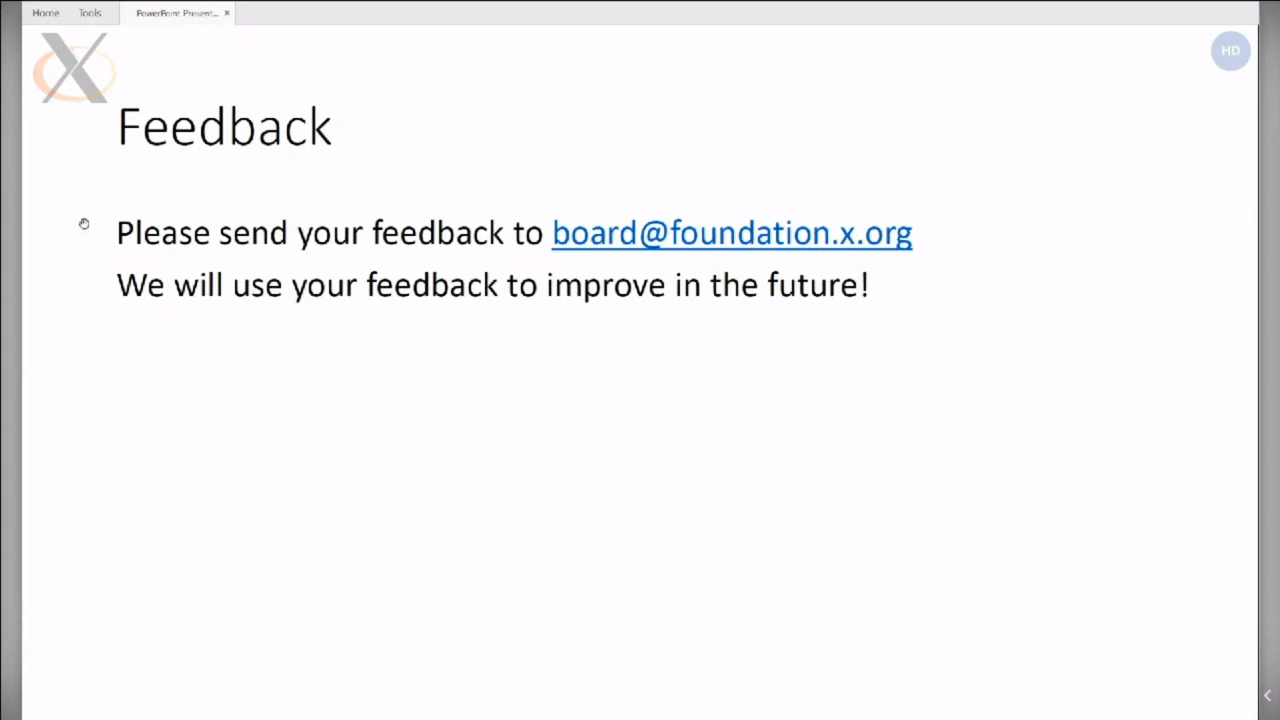 Home Tools PowerPoint Present... ×
X
HD
Feedback
Please send your feedback to board@foundation.x.org
We will use your feedback to improve in the future!